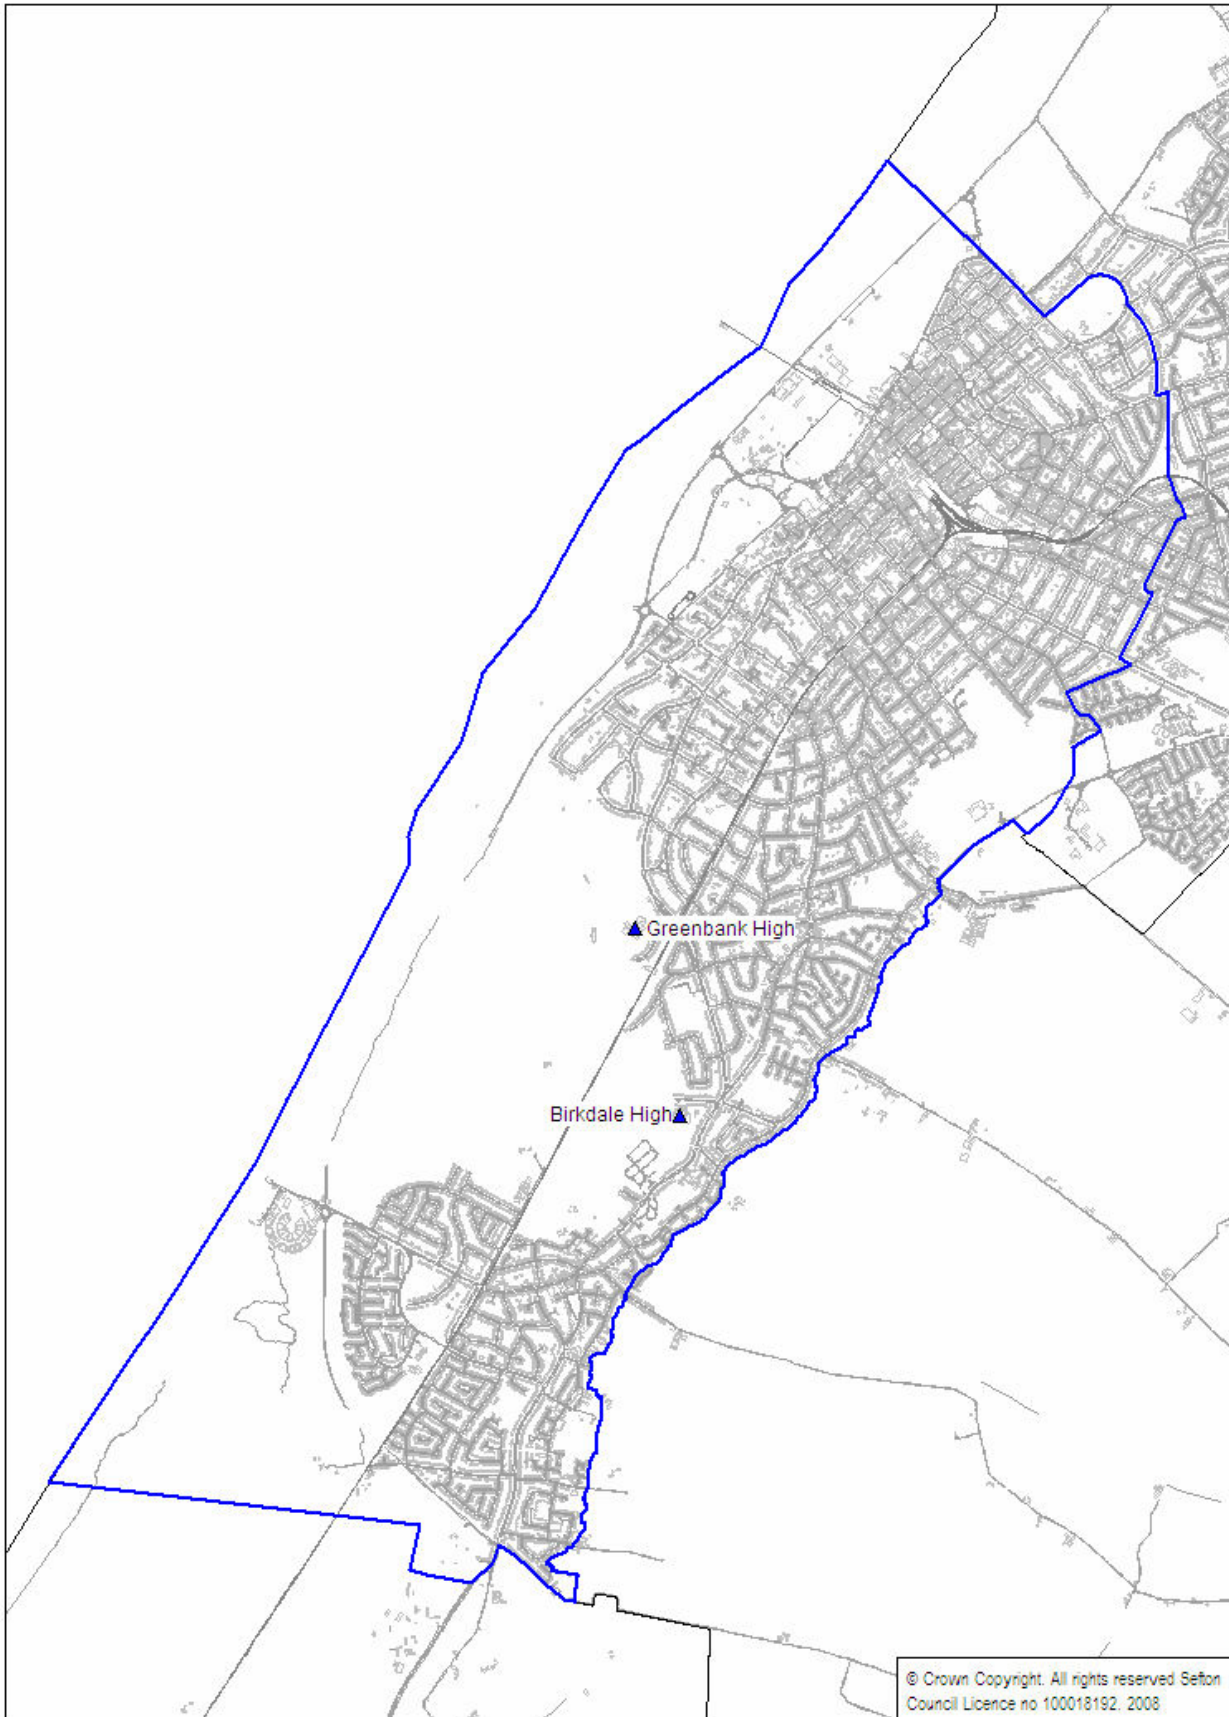 Greenbank High
Birkdale High
© Crown Copyright. All rights reserved Sefton
Council Licence no 100018192. 2008